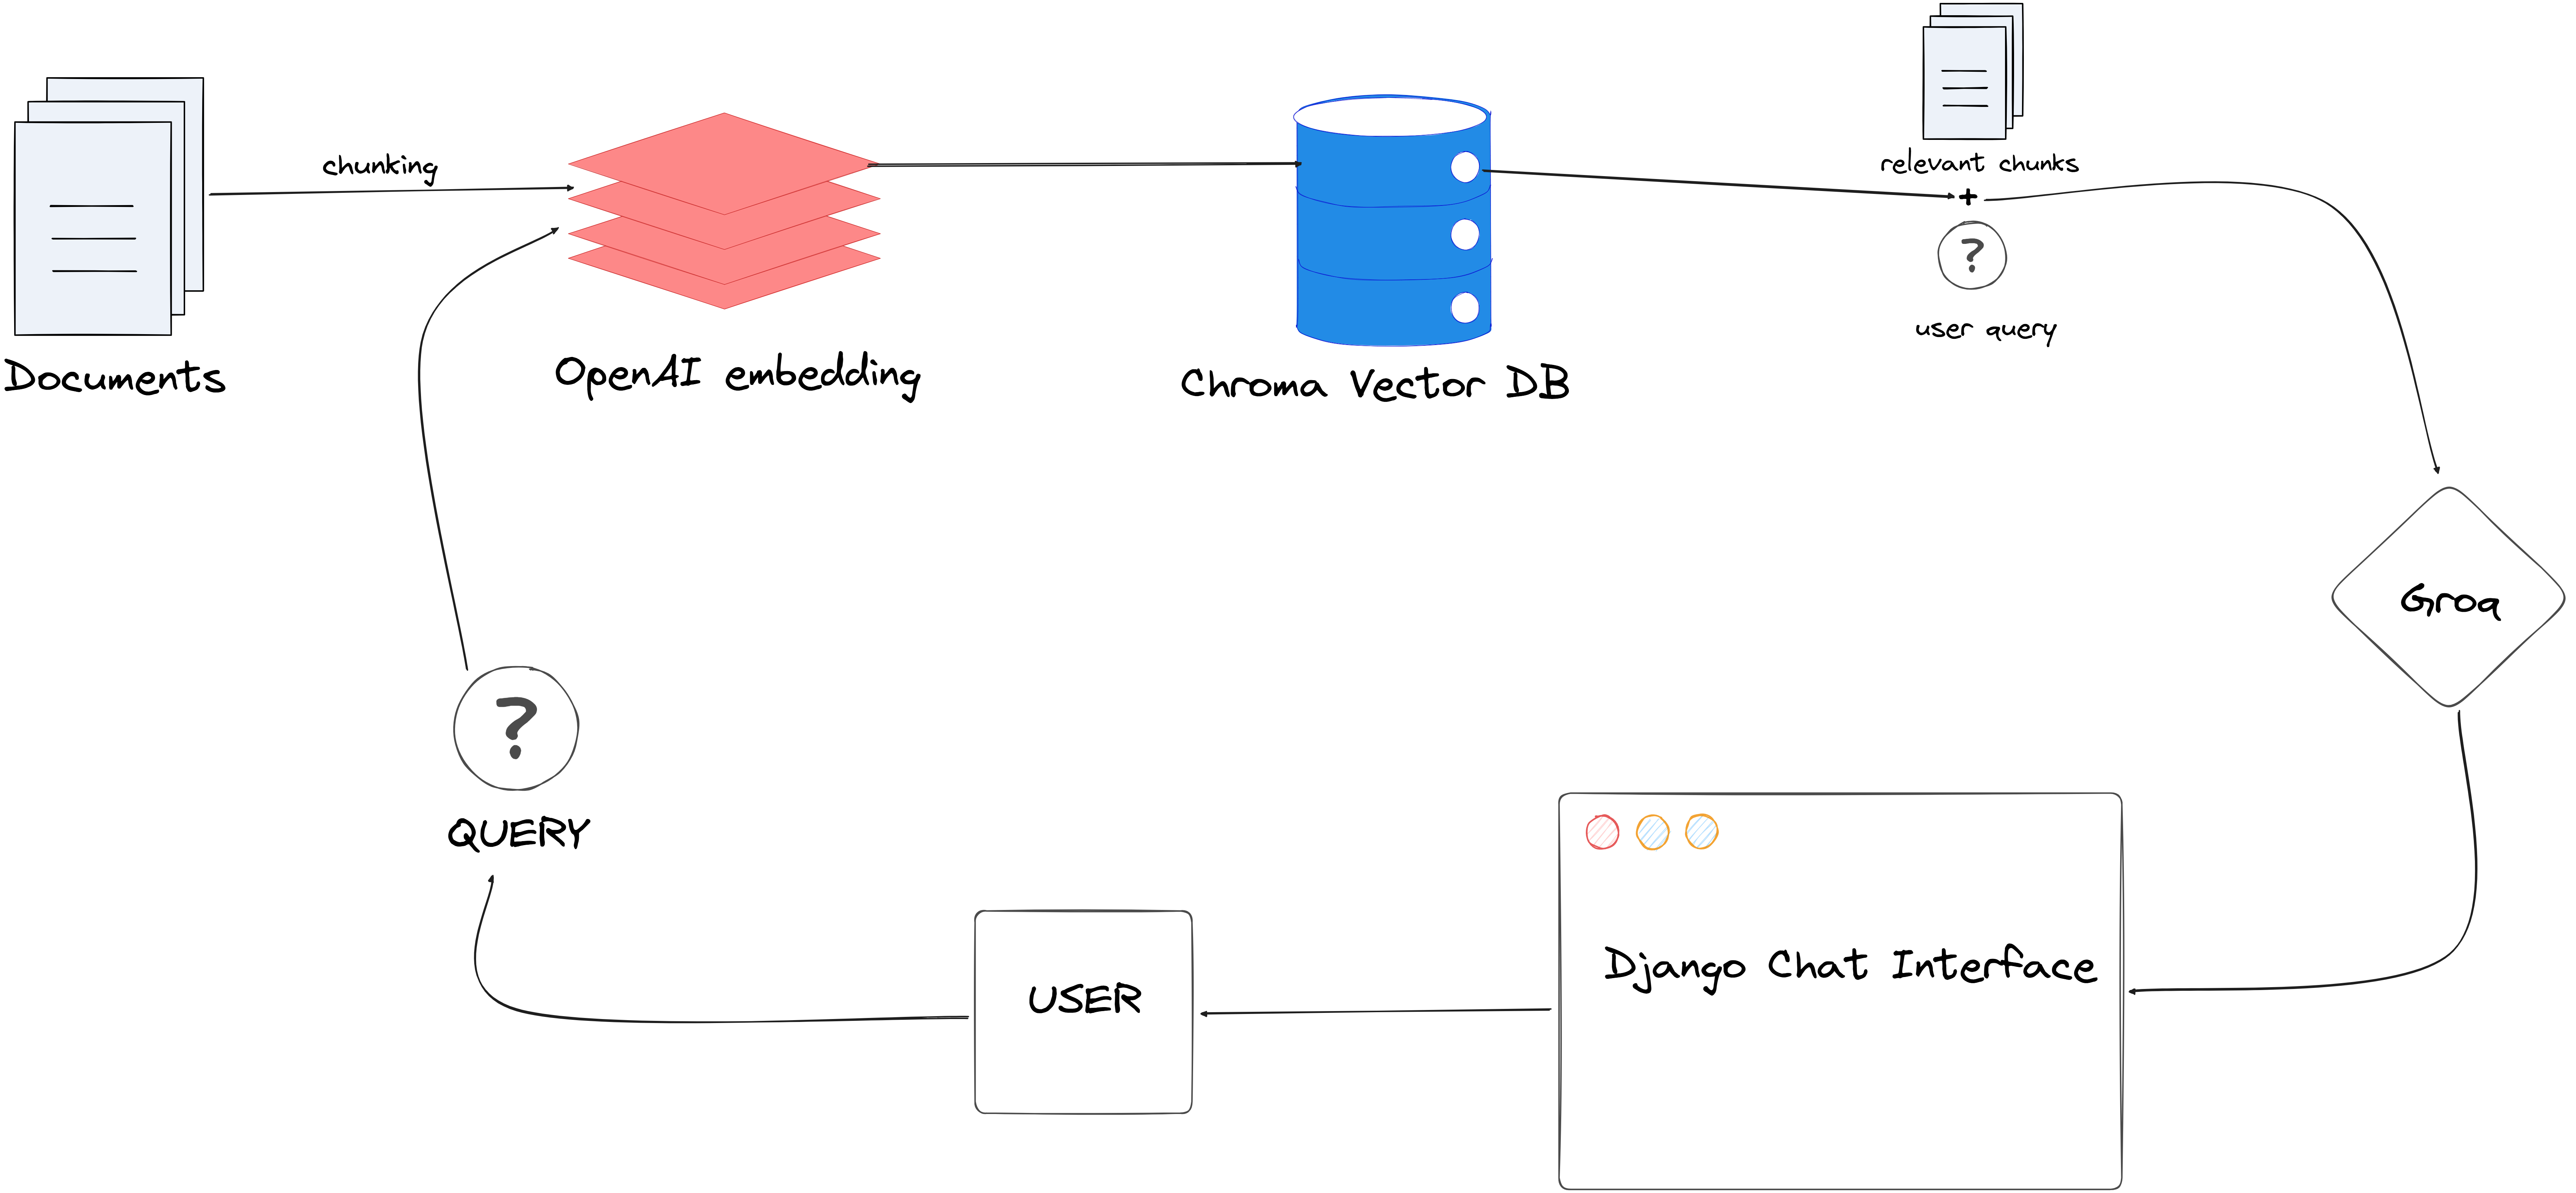 relevant chunks
chunking
+
?
user query
Documents
OpenAI embedding
Chroma Vector DB
Groq
?
QUERY
USER
Django Chat Interface